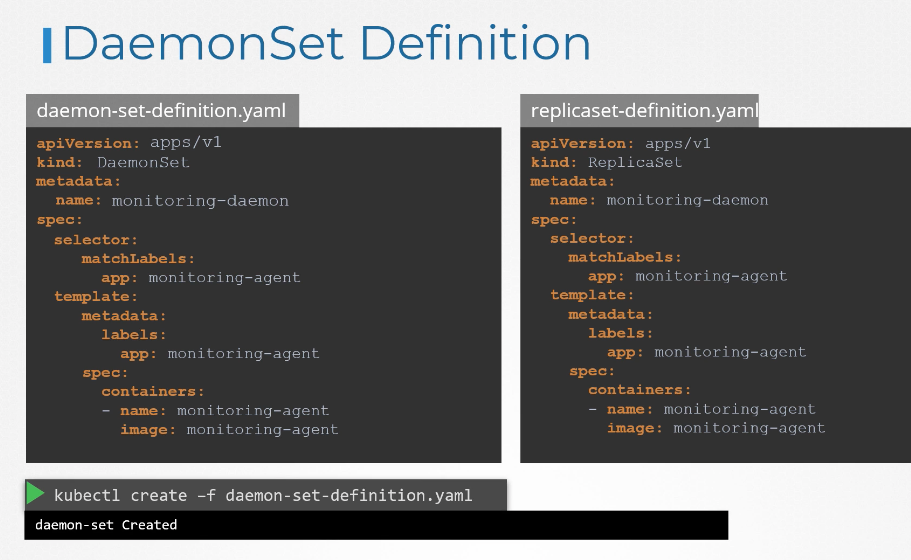 DaemonSet Definition
daemon-set-definition.yaml
apiVersion: apps/v1
kind: DaemonSet
metadata:
  name: monitoring-daemon
spec:
  selector:
    matchLabels:
      app: monitoring-agent
  template:
    metadata:
      labels:
        app: monitoring-agent
    spec:
      containers:
      - name: monitoring-agent
        image: monitoring-agent
replicaset-definition.yaml
apiVersion: apps/v1
kind: ReplicaSet
metadata:
  name: monitoring-daemon
spec:
  selector:
    matchLabels:
      app: monitoring-agent
  template:
    metadata:
      labels:
        app: monitoring-agent
    spec:
      containers:
      - name: monitoring-agent
        image: monitoring-agent
kubectl create –f daemon-set-definition.yaml
daemon-set Created